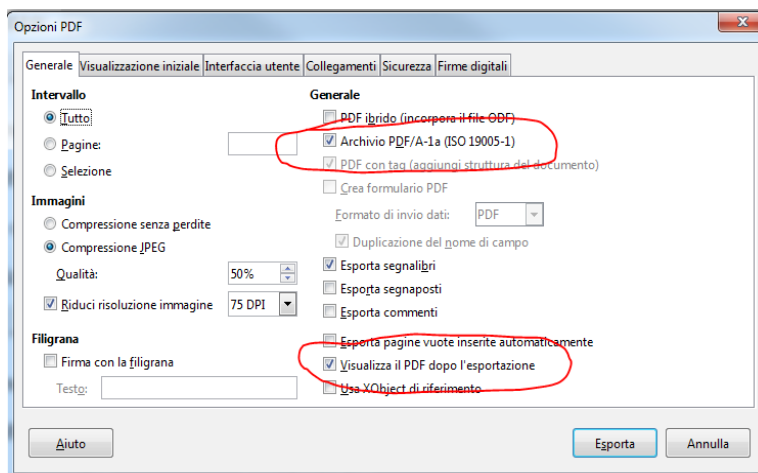 Opzioni PDF
Generale Visualizzazione iniziale Interfaccia utente Collegamenti Sicurezza Firme digitali
Intervallo
Tutto
Pagine:
Selezione
Immagini
Compressione senza perdite
Compressione JPEG
Qualità: 50%
Riduci risoluzione immagine 75 DPI
Filigrana
Firma con la filigrana
Testo:
Generale
PDF ibrido (incorpora il file ODF)
Archivio PDF/A-1a (ISO 19005-1)
PDF con tag (aggiungi struttura del documento)
Crea formulario PDF
Formato di invio dati: PDF
Duplicazione del nome di campo
Esporta segnalibri
Esporta segnaposti
Esporta commenti
Esporta pagine vuote inserite automaticamente
Visualizza il PDF dopo l'esportazione
Usa XObject di riferimento
Aiuto Esporta Annulla